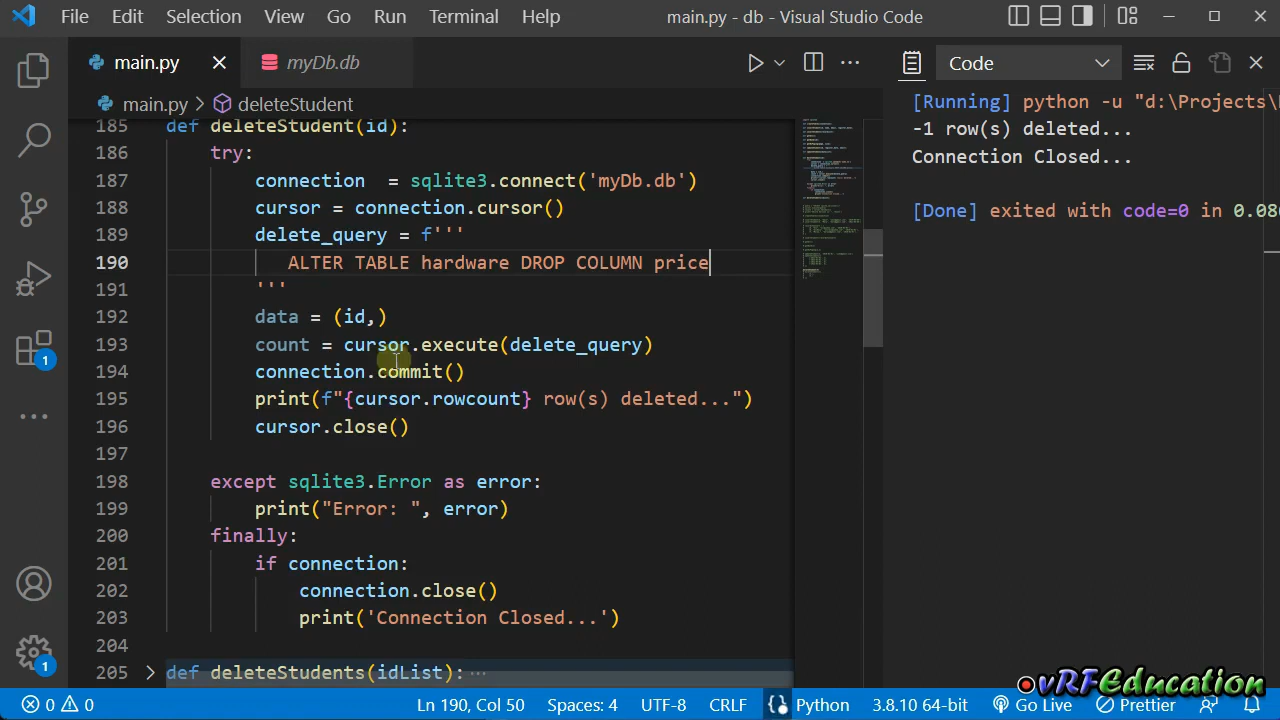 File Edit Selection View Go Run Terminal Help main.py - db - Visual Studio Code
main.py myDb.db Code
main.py > deleteStudent
185 def deleteStudent(id):
186 try:
187 connection  = sqlite3.connect('myDb.db')
188 cursor = connection.cursor()
189 delete_query = f'''
190 ALTER TABLE hardware DROP COLUMN price
191 '''
192 data = (id,)
193 count = cursor.execute(delete_query)
194 connection.commit()
195 print(f"{cursor.rowcount} row(s) deleted...")
196 cursor.close()
197
198 except sqlite3.Error as error:
199 print("Error: ", error)
200 finally:
201 if connection:
202 connection.close()
203 print('Connection Closed...')
204
205 def deleteStudents(idList): ...
[Running] python -u "d:\Projects\
-1 row(s) deleted...
Connection Closed...
[Done] exited with code=0 in 0.08
1
1
vRFEducation
0 0 Ln 190, Col 50 Spaces: 4 UTF-8 CRLF Python 3.8.10 64-bit Go Live Prettier